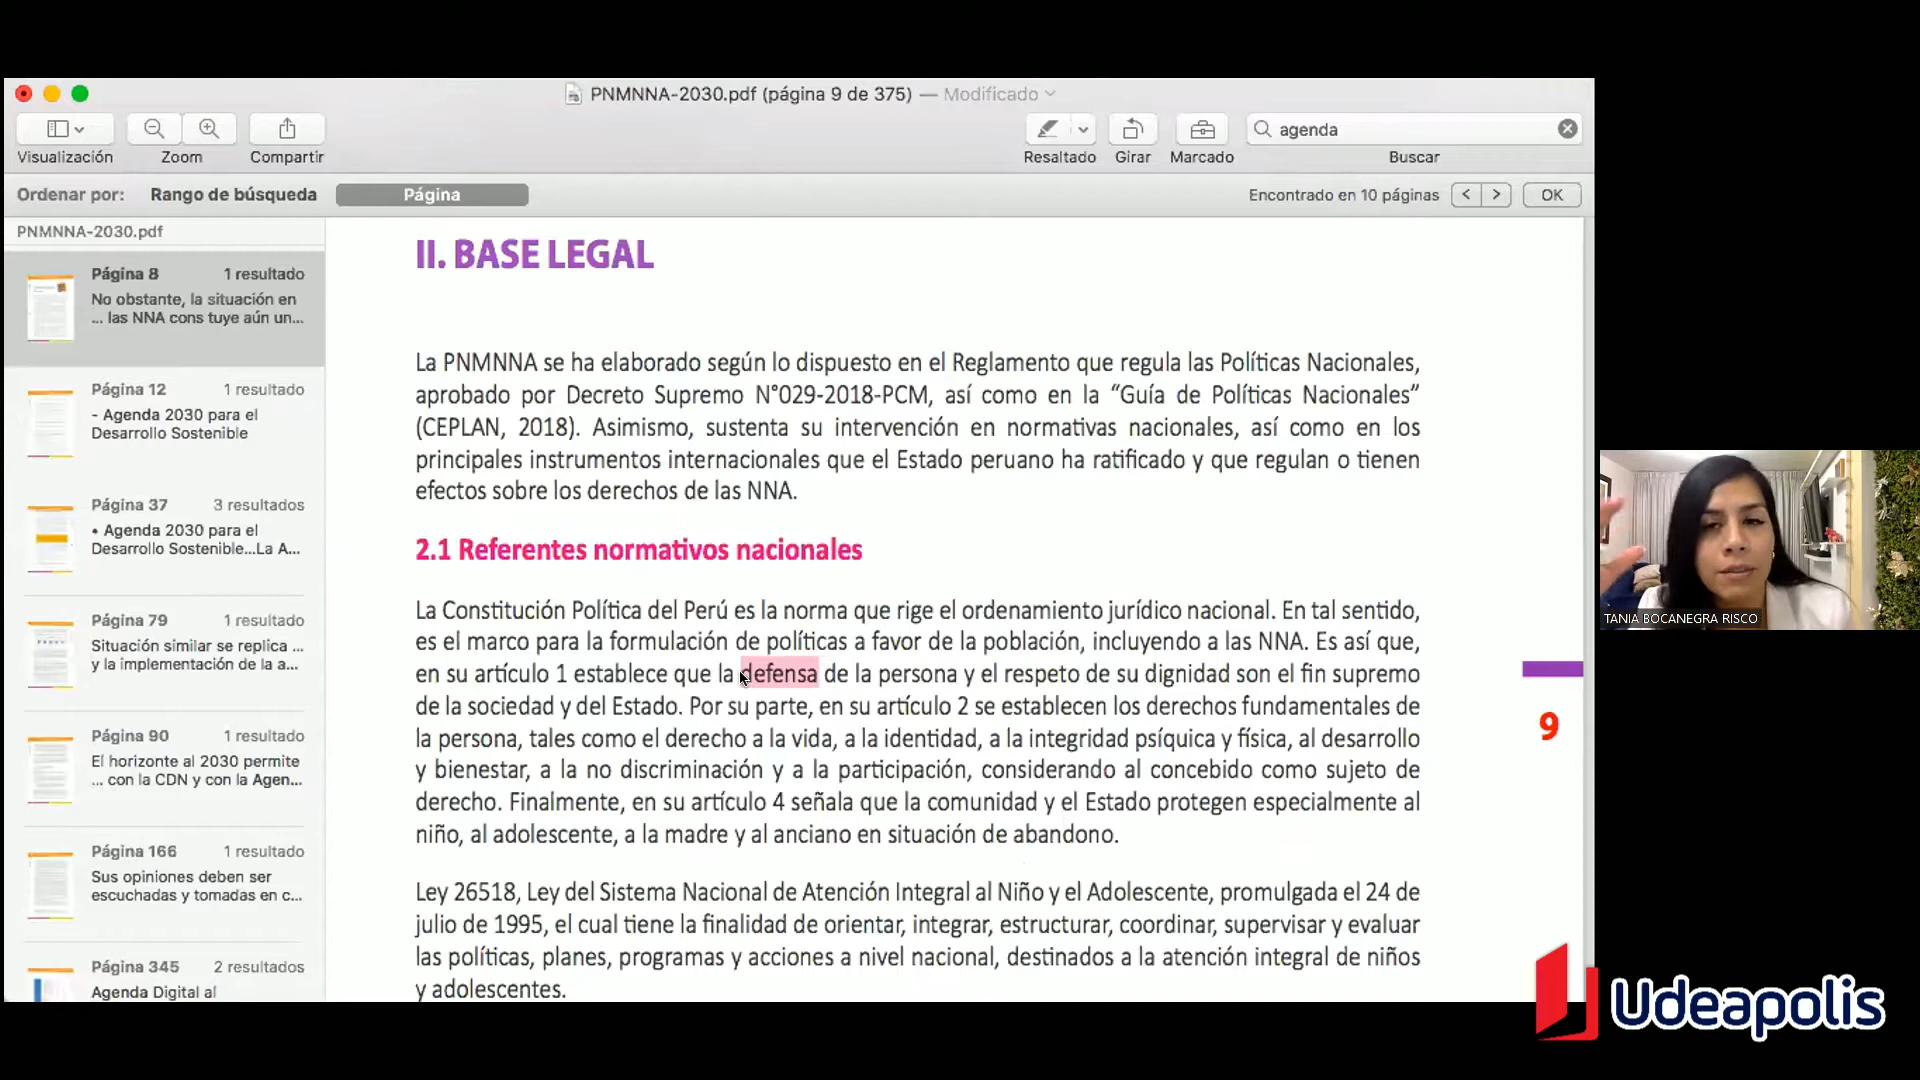 PNMNNA-2030.pdf (página 9 de 375) — Modificado
Visualización
Zoom
Compartir
Resaltado
Girar
Marcado
agenda
Buscar
Ordenar por:
Rango de búsqueda
Página
Encontrado en 10 páginas
OK
PNMNNA-2030.pdf
Página 8 1 resultado
No obstante, la situación en
... las NNA cons tuye aún un...
Página 12 1 resultado
- Agenda 2030 para el
Desarrollo Sostenible
Página 37 3 resultados
• Agenda 2030 para el
Desarrollo Sostenible...La A...
Página 79 1 resultado
Situación similar se replica ...
y la implementación de la a...
Página 90 1 resultado
El horizonte al 2030 permite
... con la CDN y con la Agen...
Página 166 1 resultado
Sus opiniones deben ser
escuchadas y tomadas en c...
Página 345 2 resultados
Agenda Digital al
II. BASE LEGAL
La PNMNNA se ha elaborado según lo dispuesto en el Reglamento que regula las Políticas Nacionales,
aprobado por Decreto Supremo N°029-2018-PCM, así como en la “Guía de Políticas Nacionales”
(CEPLAN, 2018). Asimismo, sustenta su intervención en normativas nacionales, así como en los
principales instrumentos internacionales que el Estado peruano ha ratificado y que regulan o tienen
efectos sobre los derechos de las NNA.
2.1 Referentes normativos nacionales
La Constitución Política del Perú es la norma que rige el ordenamiento jurídico nacional. En tal sentido,
es el marco para la formulación de políticas a favor de la población, incluyendo a las NNA. Es así que,
en su artículo 1 establece que la defensa de la persona y el respeto de su dignidad son el fin supremo
de la sociedad y del Estado. Por su parte, en su artículo 2 se establecen los derechos fundamentales de
la persona, tales como el derecho a la vida, a la identidad, a la integridad psíquica y física, al desarrollo
y bienestar, a la no discriminación y a la participación, considerando al concebido como sujeto de
derecho. Finalmente, en su artículo 4 señala que la comunidad y el Estado protegen especialmente al
niño, al adolescente, a la madre y al anciano en situación de abandono.
Ley 26518, Ley del Sistema Nacional de Atención Integral al Niño y el Adolescente, promulgada el 24 de
julio de 1995, el cual tiene la finalidad de orientar, integrar, estructurar, coordinar, supervisar y evaluar
las políticas, planes, programas y acciones a nivel nacional, destinados a la atención integral de niños
y adolescentes.
9
TANIA BOCANEGRA RISCO
Udeapolis